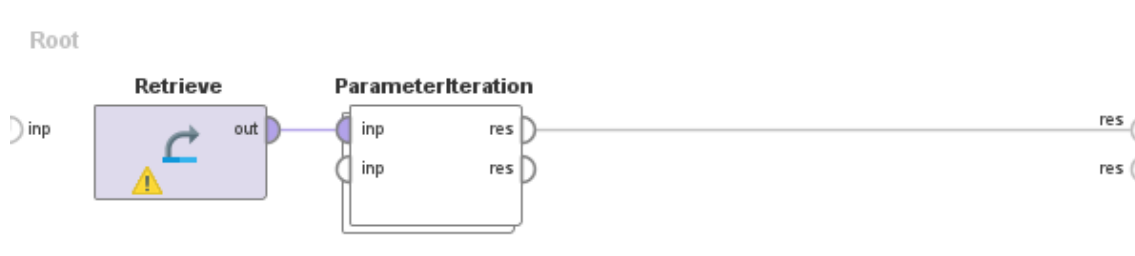 Root
Retrieve
ParameterIteration
inp
out
inp
res
res
inp
res
res